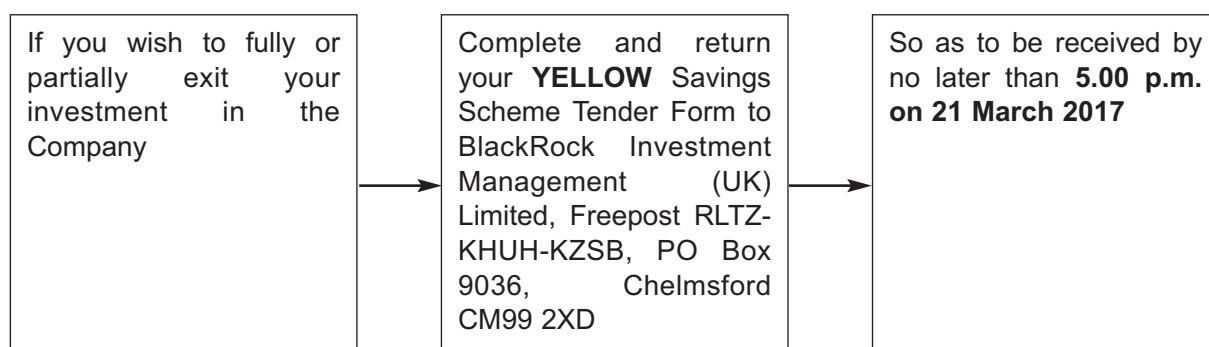 If you wish to fully or
partially exit your
investment in the
Company
Complete and return
your YELLOW Savings
Scheme Tender Form to
BlackRock Investment
Management (UK)
Limited, Freepost RLTZ-
KHUH-KZSB, PO Box
9036, Chelmsford
CM99 2XD
So as to be received by
no later than 5.00 p.m.
on 21 March 2017